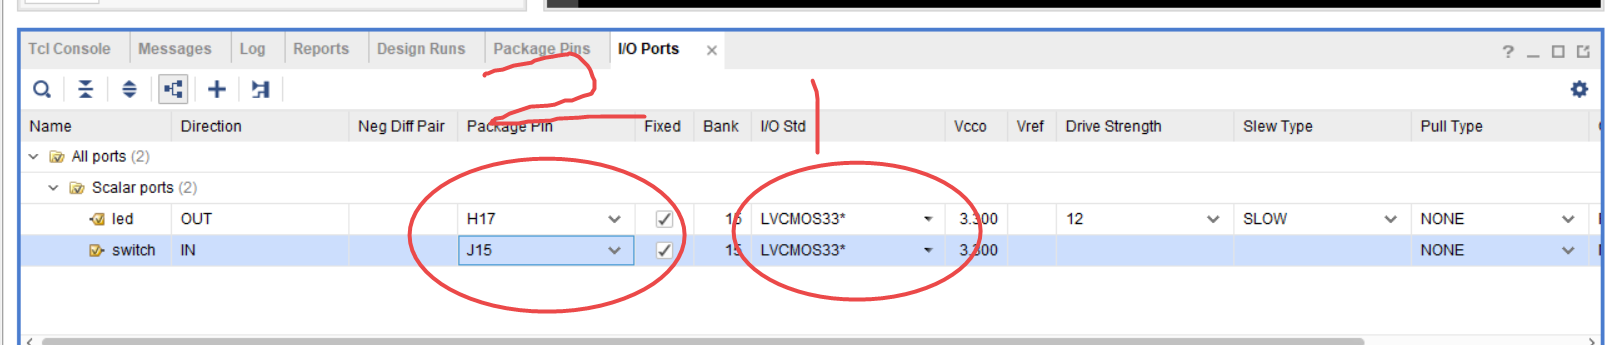 Tcl Console Messages Log Reports Design Runs Package Pins I/O Ports
2 1
Name Direction Neg Diff Pair Package Pin Fixed Bank I/O Std Vcco Vref Drive Strength Slew Type Pull Type
All ports (2)
Scalar ports (2)
led OUT H17 15 LVCMOS33* 3.300 12 SLOW NONE
switch IN J15 15 LVCMOS33* 3.300 NONE